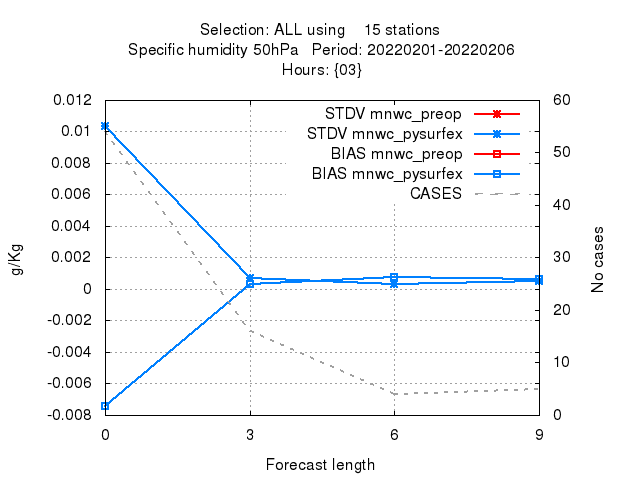 Selection: ALL using    15 stations
Specific humidity 50hPa   Period: 20220201-20220206
Hours: {03}
STDV mnwc_preop
STDV mnwc_pysurfex
BIAS mnwc_preop
BIAS mnwc_pysurfex
CASES
0.012
0.01
0.008
0.006
0.004
0.002
0
-0.002
-0.004
-0.006
-0.008
g/Kg
60
50
40
30
20
10
0
No cases
0 3 6 9
Forecast length